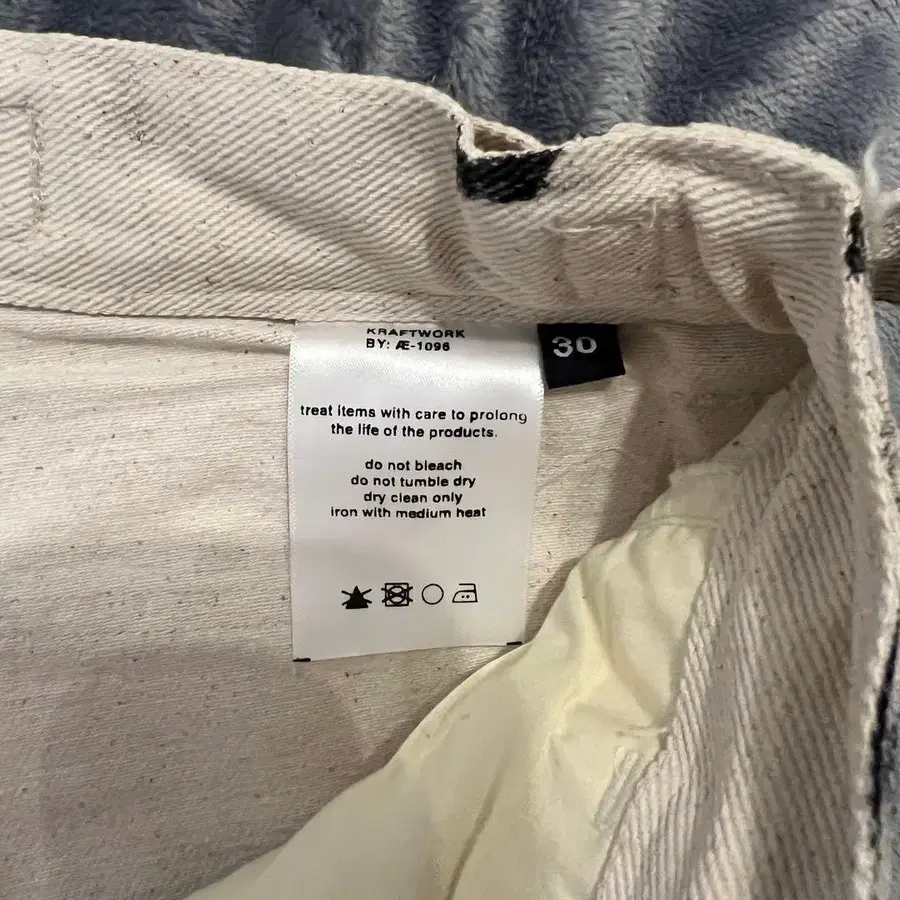 KRAFTWORK
BY: Æ-1096
30
treat items with care to prolong
the life of the products.
do not bleach
do not tumble dry
dry clean only
iron with medium heat